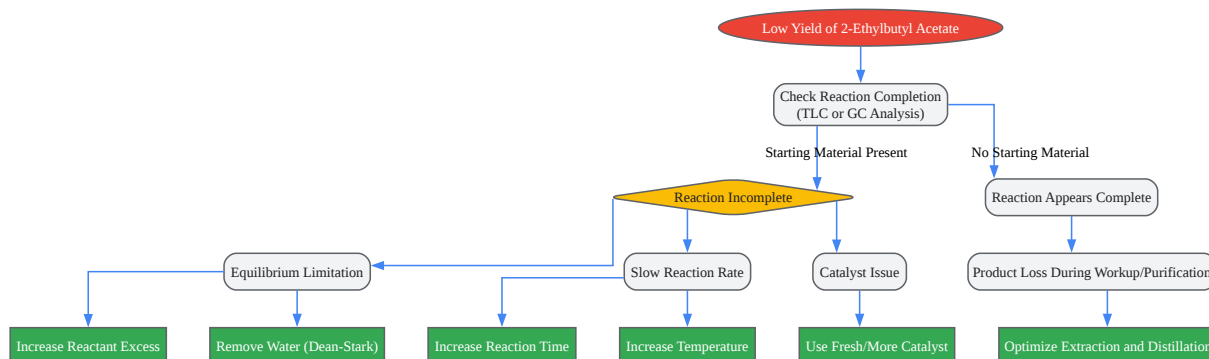 Low Yield of 2-Ethylbutyl Acetate
Check Reaction Completion
(TLC or GC Analysis)
Starting Material Present
No Starting Material
Reaction Incomplete
Reaction Appears Complete
Equilibrium Limitation
Slow Reaction Rate
Catalyst Issue
Product Loss During Workup/Purification
Increase Reactant Excess
Remove Water (Dean-Stark)
Increase Reaction Time
Increase Temperature
Use Fresh/More Catalyst
Optimize Extraction and Distillation